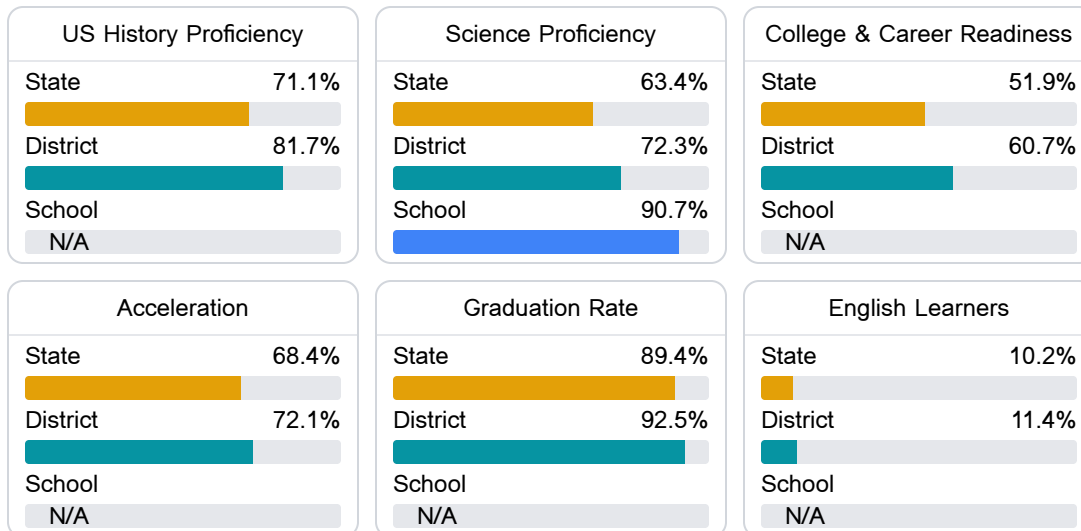 US History Proficiency
State 71.1%
District 81.7%
School
N/A
Science Proficiency
State 63.4%
District 72.3%
School 90.7%
College & Career Readiness
State 51.9%
District 60.7%
School
N/A
Acceleration
State 68.4%
District 72.1%
School
N/A
Graduation Rate
State 89.4%
District 92.5%
School
N/A
English Learners
State 10.2%
District 11.4%
School
N/A